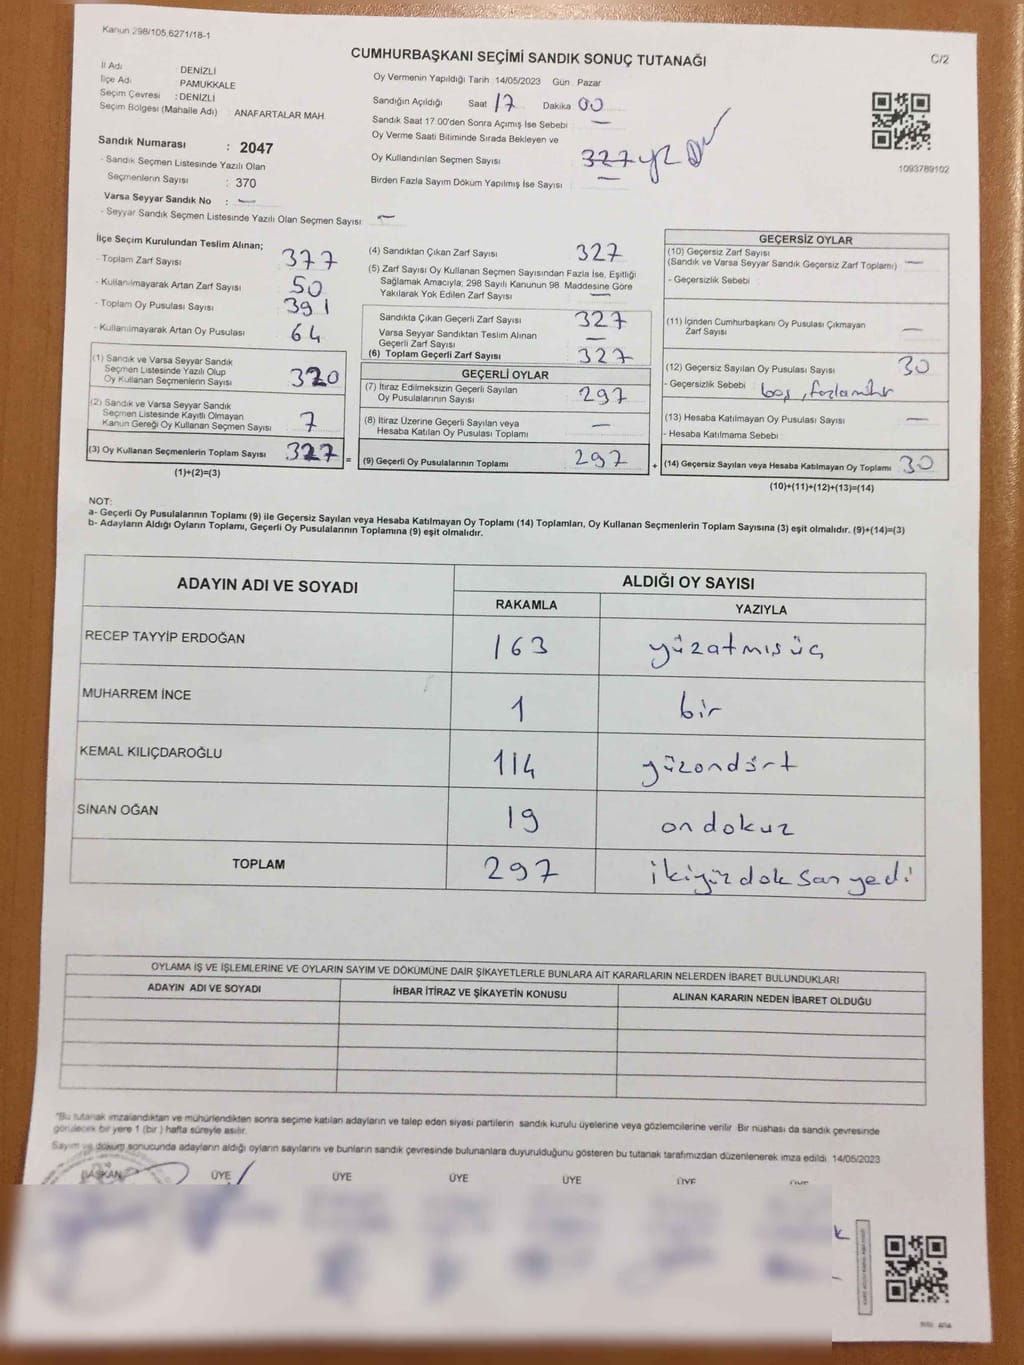 Kanun 298/105,6271/18-1
CUMHURBAŞKANI SEÇİMİ SANDIK SONUÇ TUTANAĞI
C/2
İl Adı : DENİZLİ
İlçe Adı : PAMUKKALE
Seçim Çevresi : DENİZLİ
Seçim Bölgesi (Mahalle Adı) : ANAFARTALAR MAH.
Sandık Numarası : 2047
- Sandık Seçmen Listesinde Yazılı Olan
Seçmenlerin Sayısı : 370
Varsa Seyyar Sandık No : —
- Seyyar Sandık Seçmen Listesinde Yazılı Olan Seçmen Sayısı: —
Oy Vermenin Yapıldığı Tarih : 14/05/2023 Gün : Pazar
Sandığın Açıldığı Saat 17 Dakika 00
Sandık Saat 17.00'den Sonra Açımış İse Sebebi —
Oy Verme Saati Bitiminde Sırada Bekleyen ve
Oy Kullandırılan Seçmen Sayısı 327
Birden Fazla Sayım Döküm Yapılmış İse Sayısı —
1093789102
İlçe Seçim Kurulundan Teslim Alınan;
- Toplam Zarf Sayısı 377
- Kullanılmayarak Artan Zarf Sayısı 50
- Toplam Oy Pusulası Sayısı 391
- Kullanılmayarak Artan Oy Pusulası 64
(1) Sandık ve Varsa Seyyar Sandık
Seçmen Listesinde Yazılı Olup
Oy Kullanan Seçmenlerin Sayısı 320
(2) Sandık ve Varsa Seyyar Sandık
Seçmen Listesinde Kayıtlı Olmayan
Kanun Gereği Oy Kullanan Seçmen Sayısı 7
(3) Oy Kullanan Seçmenlerin Toplam Sayısı 327 =
(1)+(2)=(3)
(4) Sandıktan Çıkan Zarf Sayısı 327
(5) Zarf Sayısı Oy Kullanan Seçmen Sayısından Fazla İse, Eşitliği
Sağlamak Amacıyla; 298 Sayılı Kanunun 98. Maddesine Göre
Yakılarak Yok Edilen Zarf Sayısı —
Sandıkta Çıkan Geçerli Zarf Sayısı 327
Varsa Seyyar Sandıktan Teslim Alınan
Geçerli Zarf Sayısı —
(6) Toplam Geçerli Zarf Sayısı 327
GEÇERLİ OYLAR
(7) İtiraz Edilmeksizin Geçerli Sayılan
Oy Pusulalarının Sayısı 297
(8) İtiraz Üzerine Geçerli Sayılan veya
Hesaba Katılan Oy Pusulası Toplamı —
(9) Geçerli Oy Pusulalarının Toplamı 297 +
GEÇERSİZ OYLAR
(10) Geçersiz Zarf Sayısı
(Sandık ve Varsa Seyyar Sandık Geçersiz Zarf Toplamı) —
- Geçersizlik Sebebi
(11) İçinden Cumhurbaşkanı Oy Pusulası Çıkmayan
Zarf Sayısı —
(12) Geçersiz Sayılan Oy Pusulası Sayısı 30
- Geçersizlik Sebebi boş, fazla mühür
(13) Hesaba Katılmayan Oy Pusulası Sayısı —
- Hesaba Katılmama Sebebi
(14) Geçersiz Sayılan veya Hesaba Katılmayan Oy Toplamı 30
(10)+(11)+(12)+(13)=(14)
NOT:
a- Geçerli Oy Pusulalarının Toplamı (9) ile Geçersiz Sayılan veya Hesaba Katılmayan Oy Toplamı (14) Toplamları, Oy Kullanan Seçmenlerin Toplam Sayısına (3) eşit olmalıdır. (9)+(14)=(3)
b- Adayların Aldığı Oyların Toplamı, Geçerli Oy Pusulalarının Toplamına (9) eşit olmalıdır.
ADAYIN ADI VE SOYADI ALDIĞI OY SAYISI
RAKAMLA YAZIYLA
RECEP TAYYİP ERDOĞAN 163 yüzatmışüç
MUHARREM İNCE 1 bir
KEMAL KILIÇDAROĞLU 114 yüzondört
SİNAN OĞAN 19 ondokuz
TOPLAM 297 ikiyüzdoksanyedi
OYLAMA İŞ VE İŞLEMLERİNE VE OYLARIN SAYIM VE DÖKÜMÜNE DAİR ŞİKAYETLERLE BUNLARA AİT KARARLARIN NELERDEN İBARET BULUNDUKLARI
ADAYIN ADI VE SOYADI İHBAR İTİRAZ VE ŞİKAYETİN KONUSU ALINAN KARARIN NEDEN İBARET OLDUĞU
*Bu tutanak imzalandıktan ve mühürlendikten sonra seçime katılan adayların ve talep eden siyasi partilerin sandık kurulu üyelerine veya gözlemcilerine verilir. Bir nüshası da sandık çevresinde
görülecek bir yere 1 (bir) hafta süreyle asılır.
Sayım ve döküm sonucunda adayların aldığı oyların sayılarını ve bunların sandık çevresinde bulunanlara duyurulduğunu gösteren bu tutanak tarafımızdan düzenlenerek imza edildi. 14/05/2023
BAŞKAN ÜYE ÜYE ÜYE ÜYE ÜYE ÜYE